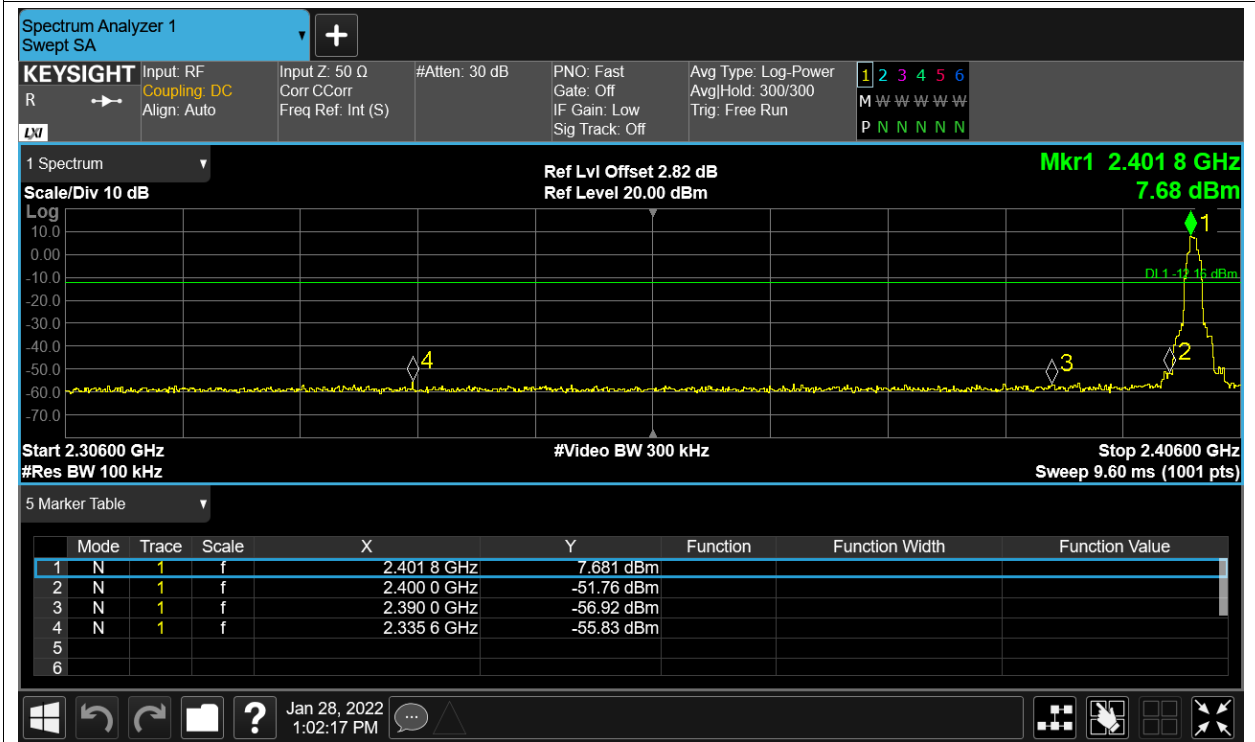 Spectrum Analyzer 1
Swept SA
KEYSIGHT
R
LXI
Input: RF
Coupling: DC
Align: Auto
Input Z: 50 Ω
Corr CCorr
Freq Ref: Int (S)
#Atten: 30 dB
PNO: Fast
Gate: Off
IF Gain: Low
Sig Track: Off
Avg Type: Log-Power
Avg|Hold: 300/300
Trig: Free Run
1 2 3 4 5 6
M W W W W W
P N N N N N
1 Spectrum
Scale/Div 10 dB
Ref Lvl Offset 2.82 dB
Ref Level 20.00 dBm
Mkr1 2.401 8 GHz
7.68 dBm
Log
10.0
0.00
-10.0
-20.0
-30.0
-40.0
-50.0
-60.0
-70.0
1
DL1 -12.16 dBm
4
3
2
Start 2.30600 GHz
#Res BW 100 kHz
#Video BW 300 kHz
Stop 2.40600 GHz
Sweep 9.60 ms (1001 pts)
5 Marker Table
Mode Trace Scale X Y Function Function Width Function Value
1 N 1 f 2.401 8 GHz 7.681 dBm
2 N 1 f 2.400 0 GHz -51.76 dBm
3 N 1 f 2.390 0 GHz -56.92 dBm
4 N 1 f 2.335 6 GHz -55.83 dBm
5
6
?
Jan 28, 2022
1:02:17 PM